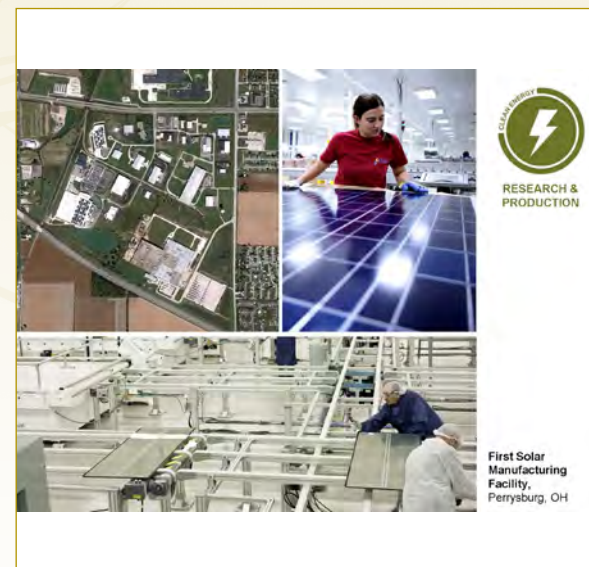 CLEAN ENERGY
RESEARCH &
PRODUCTION
First Solar
Manufacturing
Facility,
Perrysburg, OH